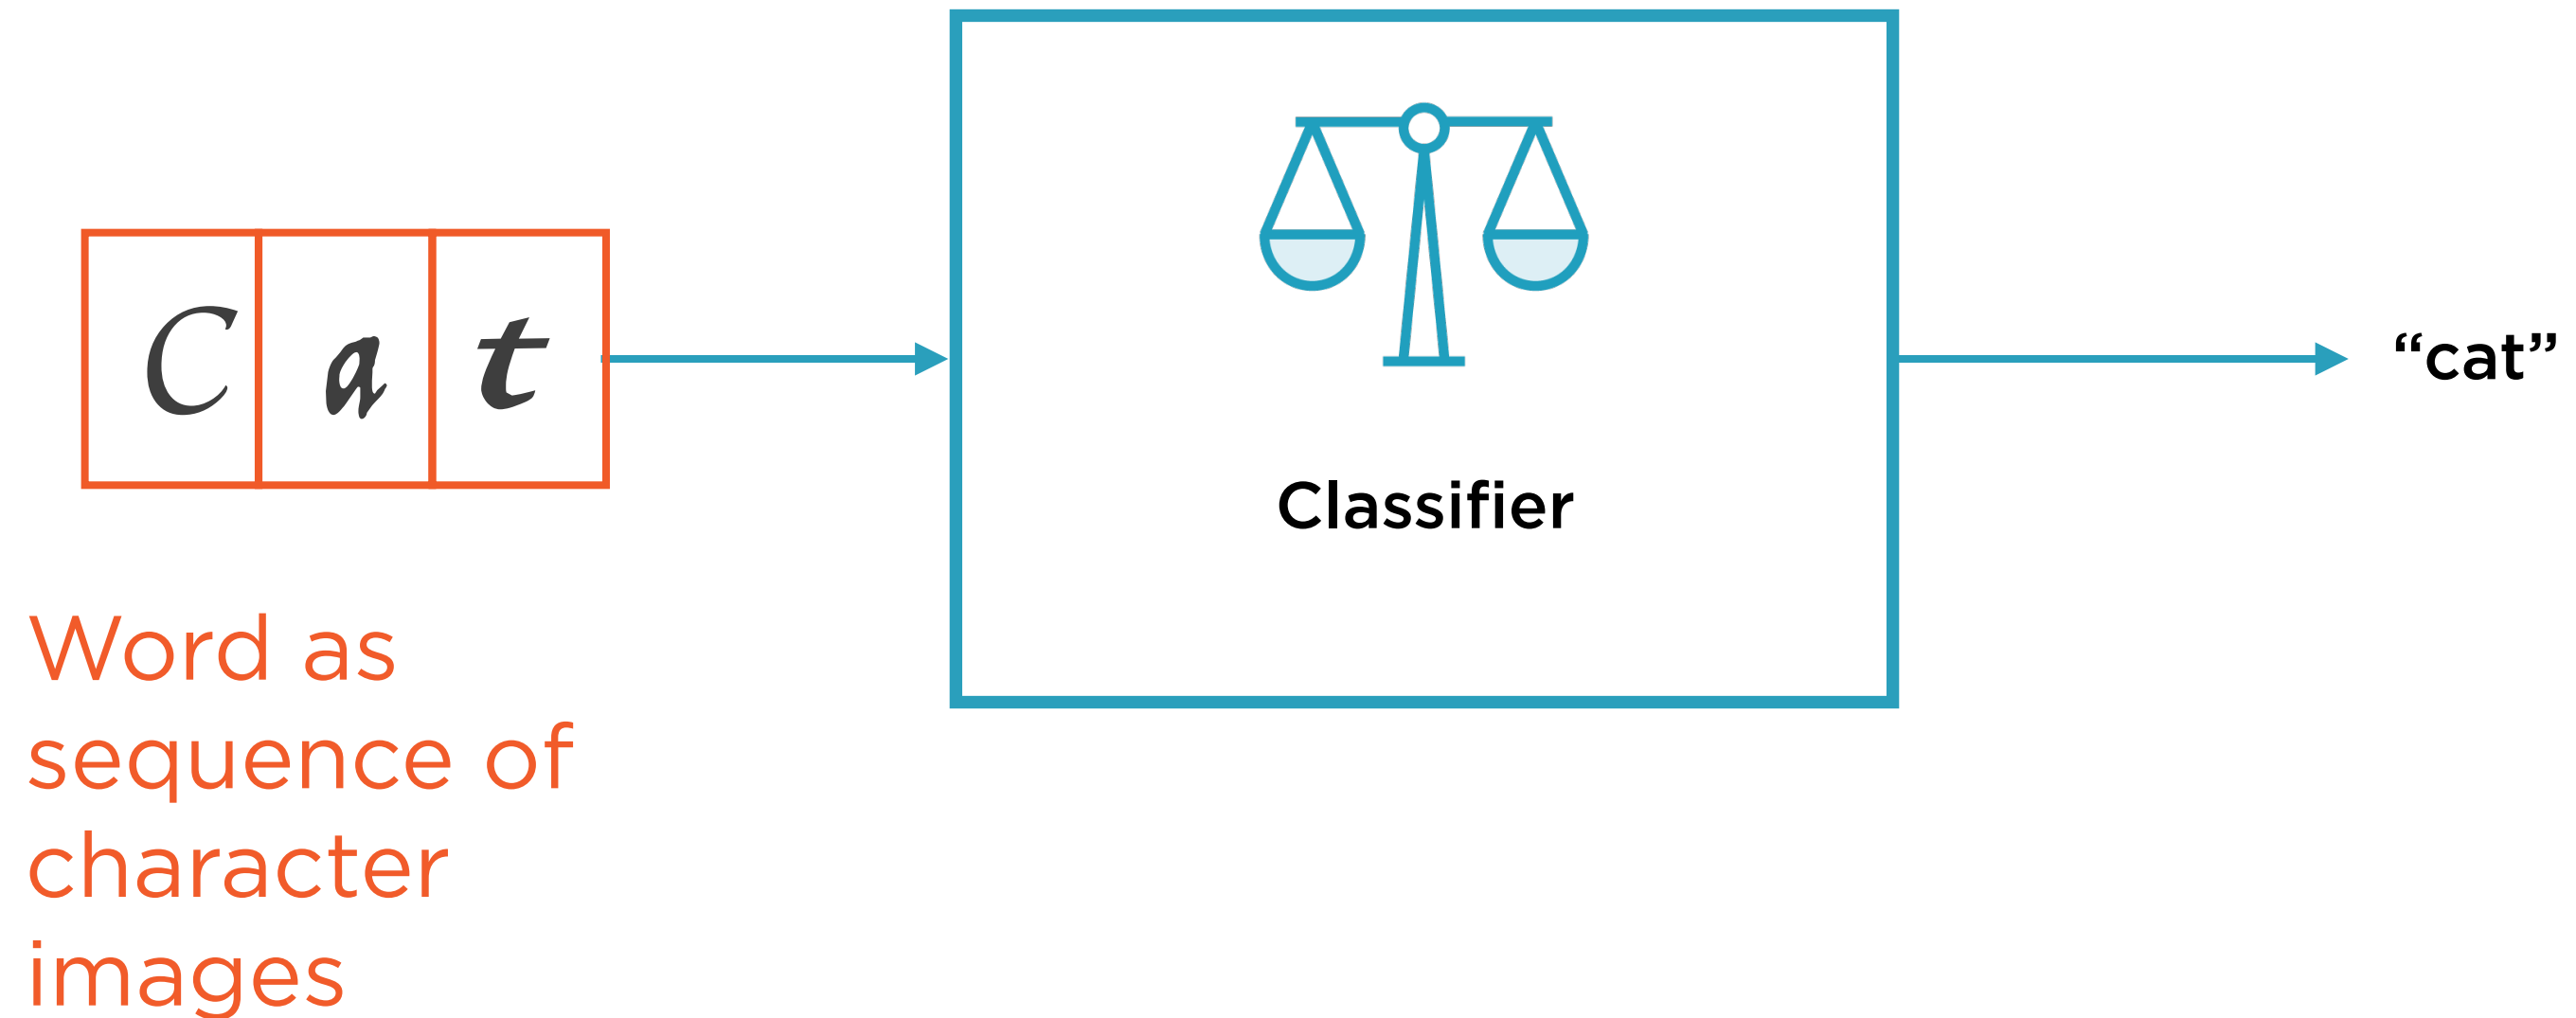 C a t
Classifier
“cat”
Word as
sequence of
character
images